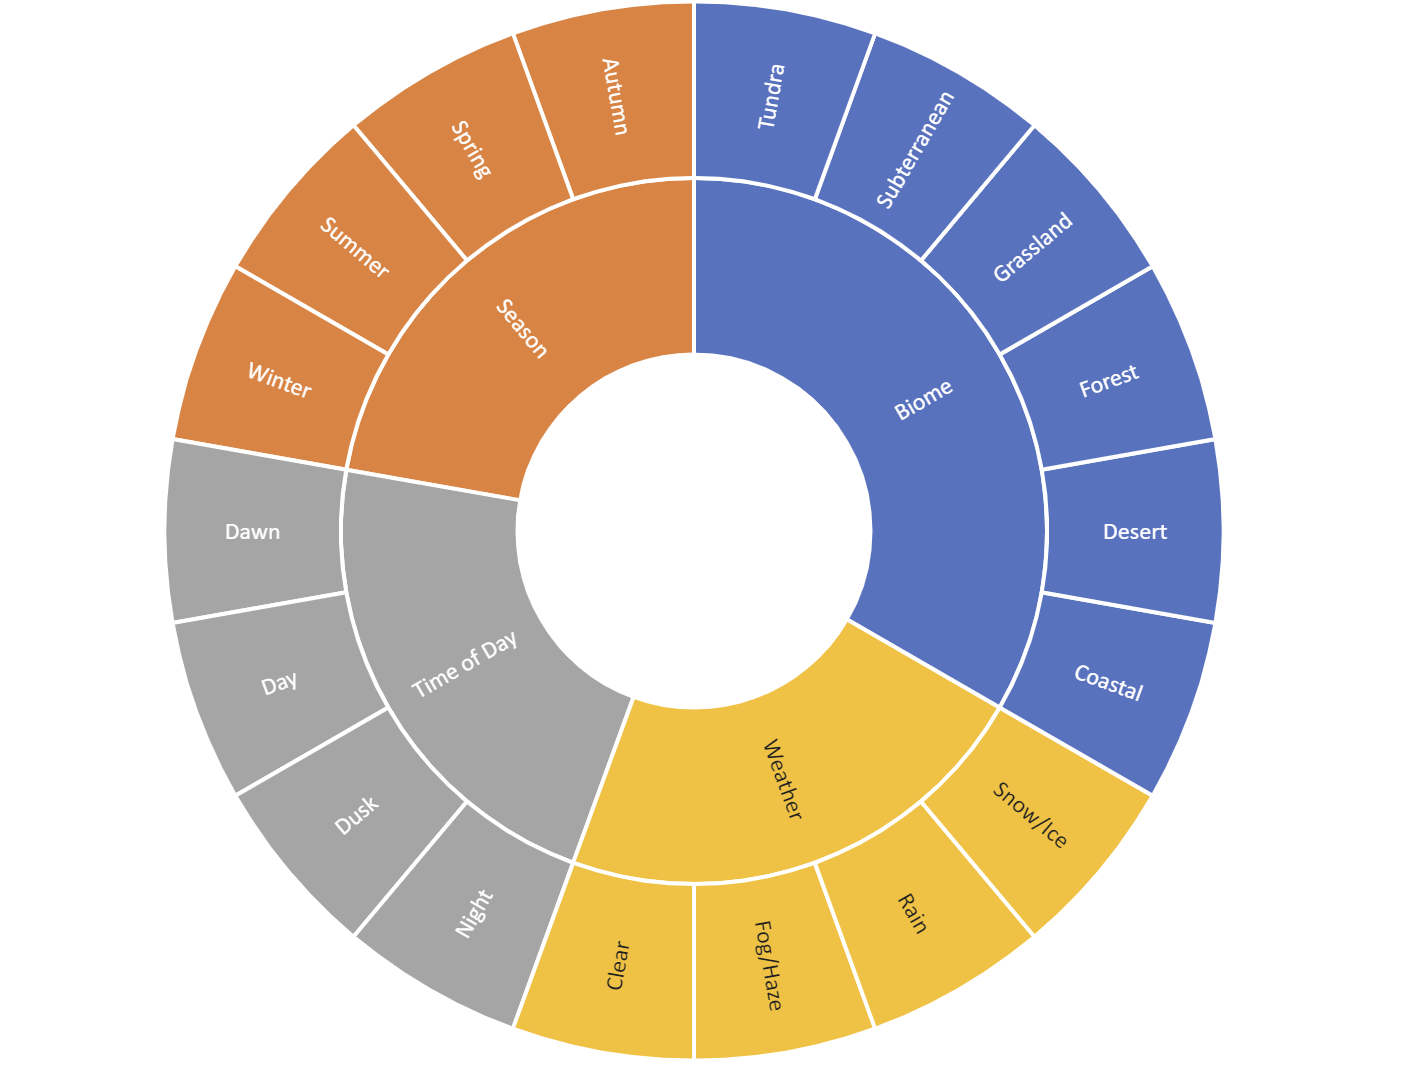 Biome
Tundra
Subterranean
Grassland
Forest
Desert
Coastal
Weather
Snow/Ice
Rain
Fog/Haze
Clear
Time of Day
Night
Dusk
Day
Dawn
Season
Winter
Summer
Spring
Autumn